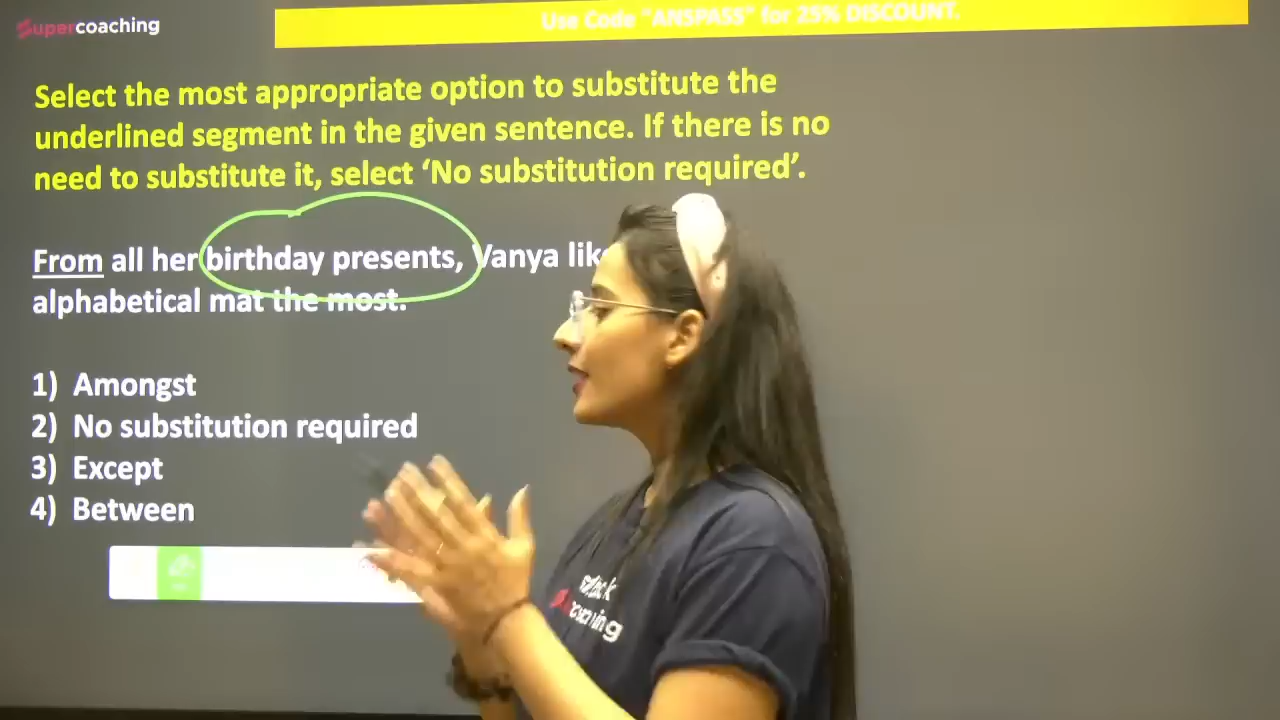 Supercoaching
Use Code "ANSPASS" for 25% DISCOUNT.
Select the most appropriate option to substitute the
underlined segment in the given sentence. If there is no
need to substitute it, select ‘No substitution required’.
From all her birthday presents, Vanya
alphabetical mat the most.
1) Amongst
2) No substitution required
3) Except
4) Between